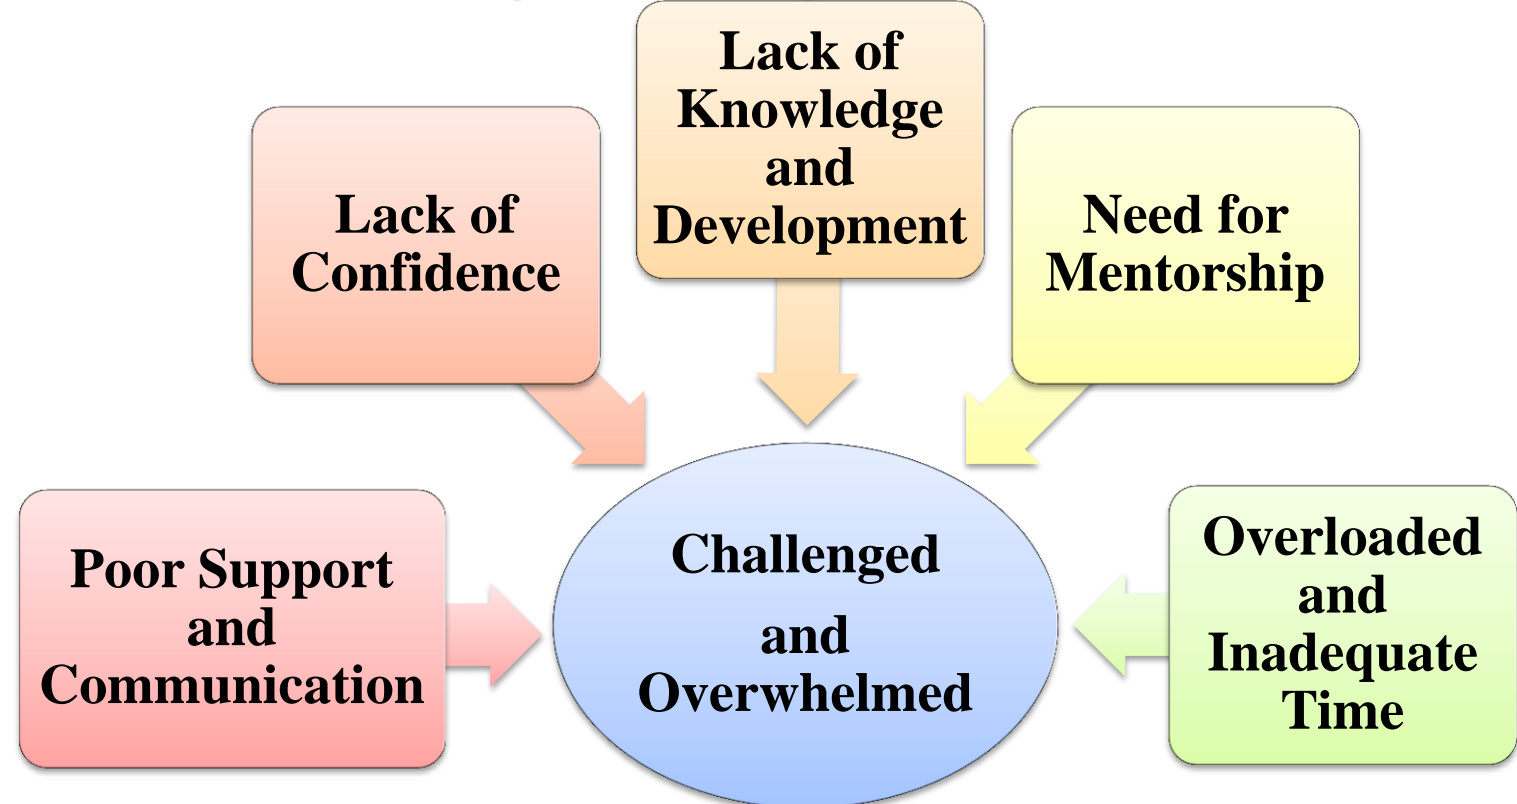 Lack of
Knowledge
and
Development
Lack of
Confidence
Need for
Mentorship
Poor Support
and
Communication
Challenged
and
Overwhelmed
Overloaded
and
Inadequate
Time